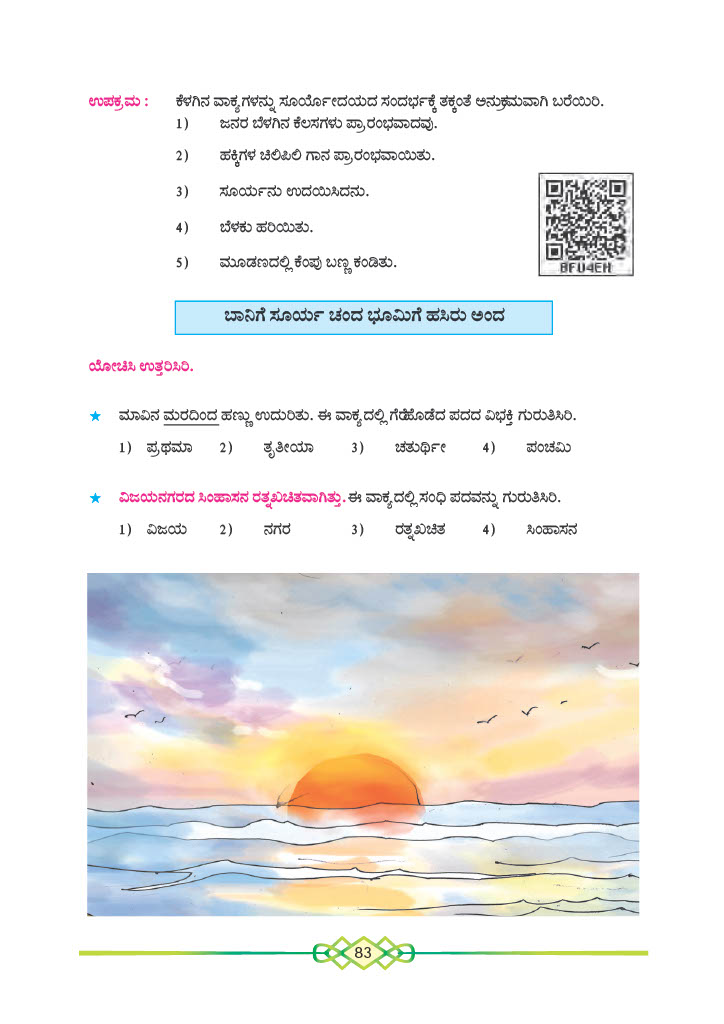 ಉಪಕ್ರಮ : ಕೆಳಗಿನ ವಾಕ್ಯಗಳನ್ನು ಸೂರ್ಯೋದಯದ ಸಂದರ್ಭಕ್ಕೆ ತಕ್ಕಂತೆ ಅನುಕ್ರಮವಾಗಿ ಬರೆಯಿರಿ.
1) ಜನರ ಬೆಳಗಿನ ಕೆಲಸಗಳು ಪ್ರಾರಂಭವಾದವು.
2) ಹಕ್ಕಿಗಳ ಚಿಲಿಪಿಲಿ ಗಾನ ಪ್ರಾರಂಭವಾಯಿತು.
3) ಸೂರ್ಯನು ಉದಯಿಸಿದನು.
4) ಬೆಳಕು ಹರಿಯಿತು.
5) ಮೂಡಣದಲ್ಲಿ ಕೆಂಪು ಬಣ್ಣ ಕಂಡಿತು.
8FU4EH
ಬಾನಿಗೆ ಸೂರ್ಯ ಚಂದ ಭೂಮಿಗೆ ಹಸಿರು ಅಂದ
ಯೋಚಿಸಿ ಉತ್ತರಿಸಿರಿ.
★ ಮಾವಿನ ಮರದಿಂದ ಹಣ್ಣು ಉದುರಿತು. ಈ ವಾಕ್ಯದಲ್ಲಿ ಗೆರೆಹೊಡೆದ ಪದದ ವಿಭಕ್ತಿ ಗುರುತಿಸಿರಿ.
1) ಪ್ರಥಮಾ 2) ತೃತೀಯಾ 3) ಚತುರ್ಥೀ 4) ಪಂಚಮಿ
★ ವಿಜಯನಗರದ ಸಿಂಹಾಸನ ರತ್ನಖಚಿತವಾಗಿತ್ತು. ಈ ವಾಕ್ಯದಲ್ಲಿ ಸಂಧಿ ಪದವನ್ನು ಗುರುತಿಸಿರಿ.
1) ವಿಜಯ 2) ನಗರ 3) ರತ್ನಖಚಿತ 4) ಸಿಂಹಾಸನ
83